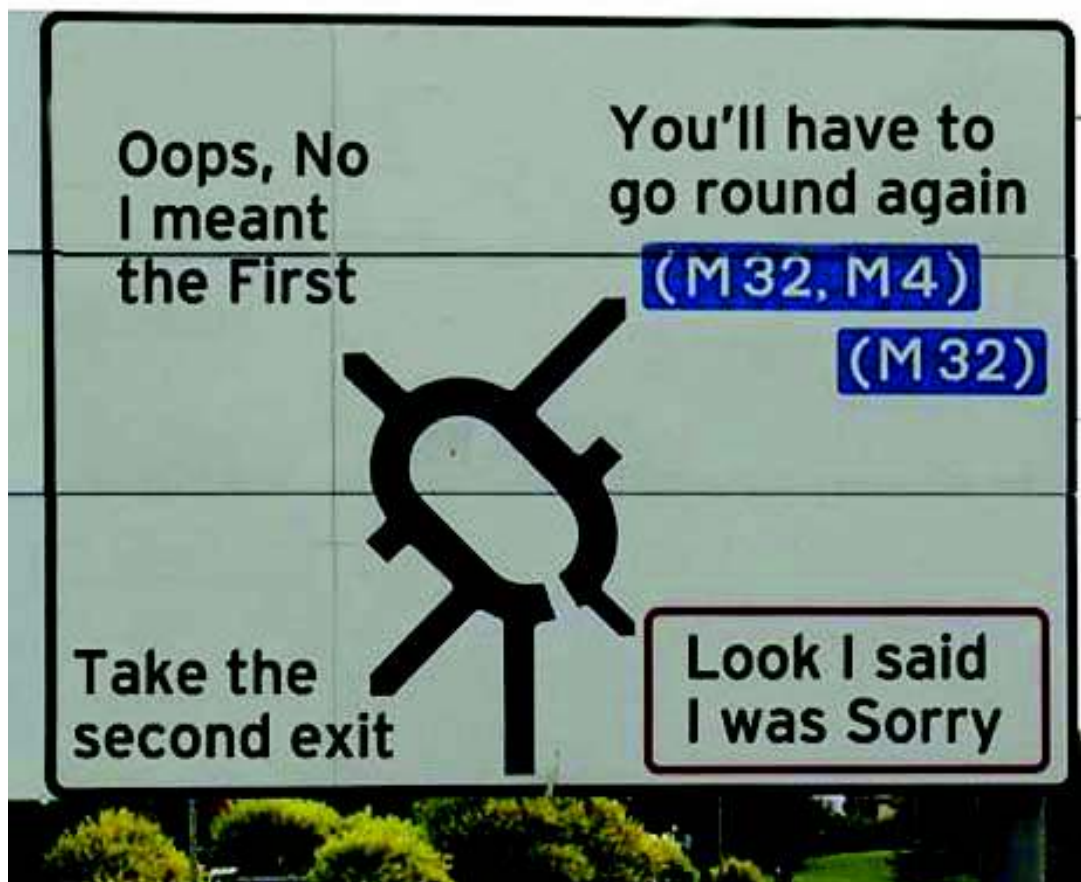 Oops, No
I meant
the First
You'll have to
go round again
(M32, M4)
(M32)
Take the
second exit
Look I said
I was Sorry